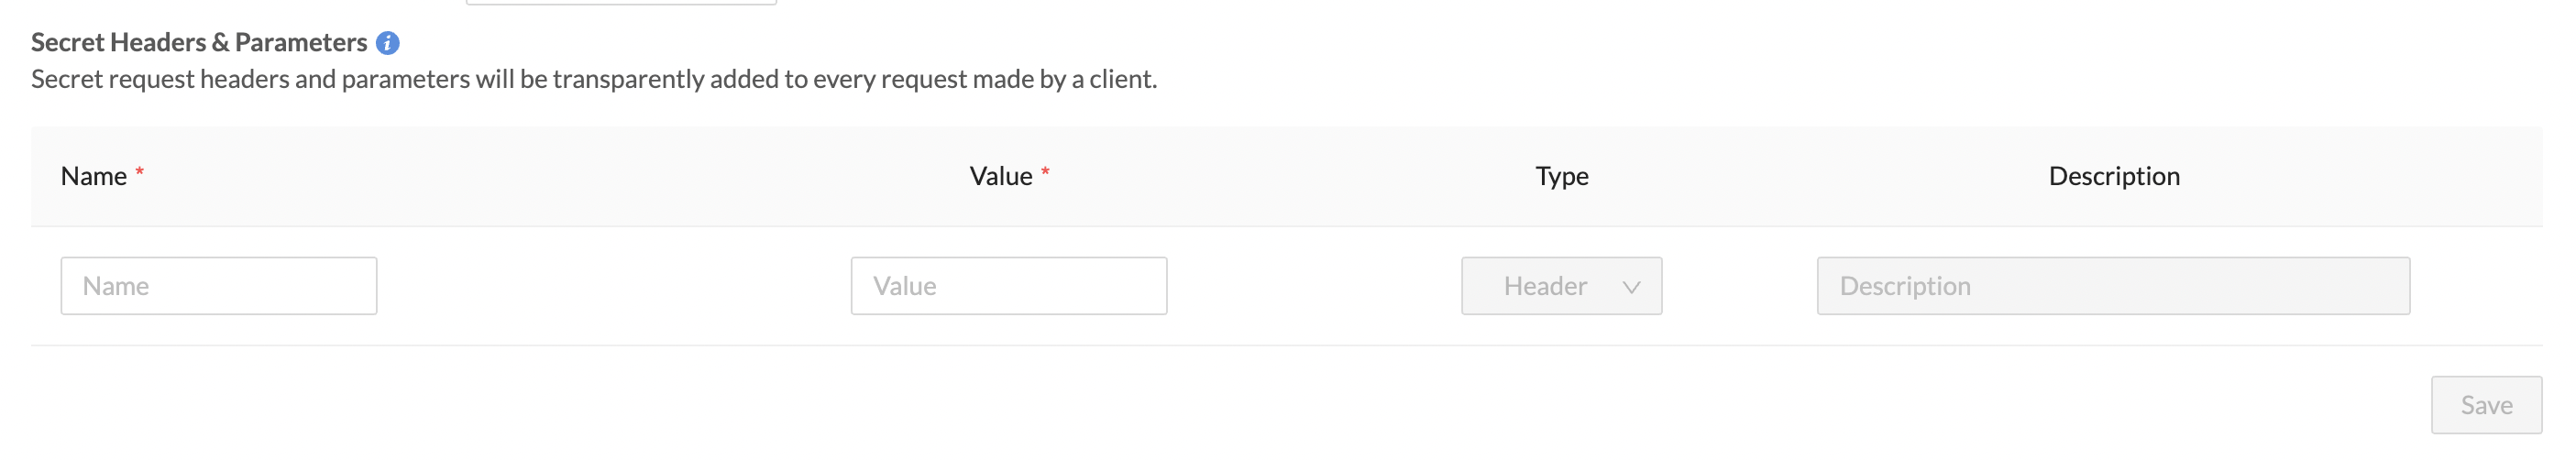 Secret Headers & Parameters i
Secret request headers and parameters will be transparently added to every request made by a client.
Name * Value * Type Description
Name Value Header Description
Save